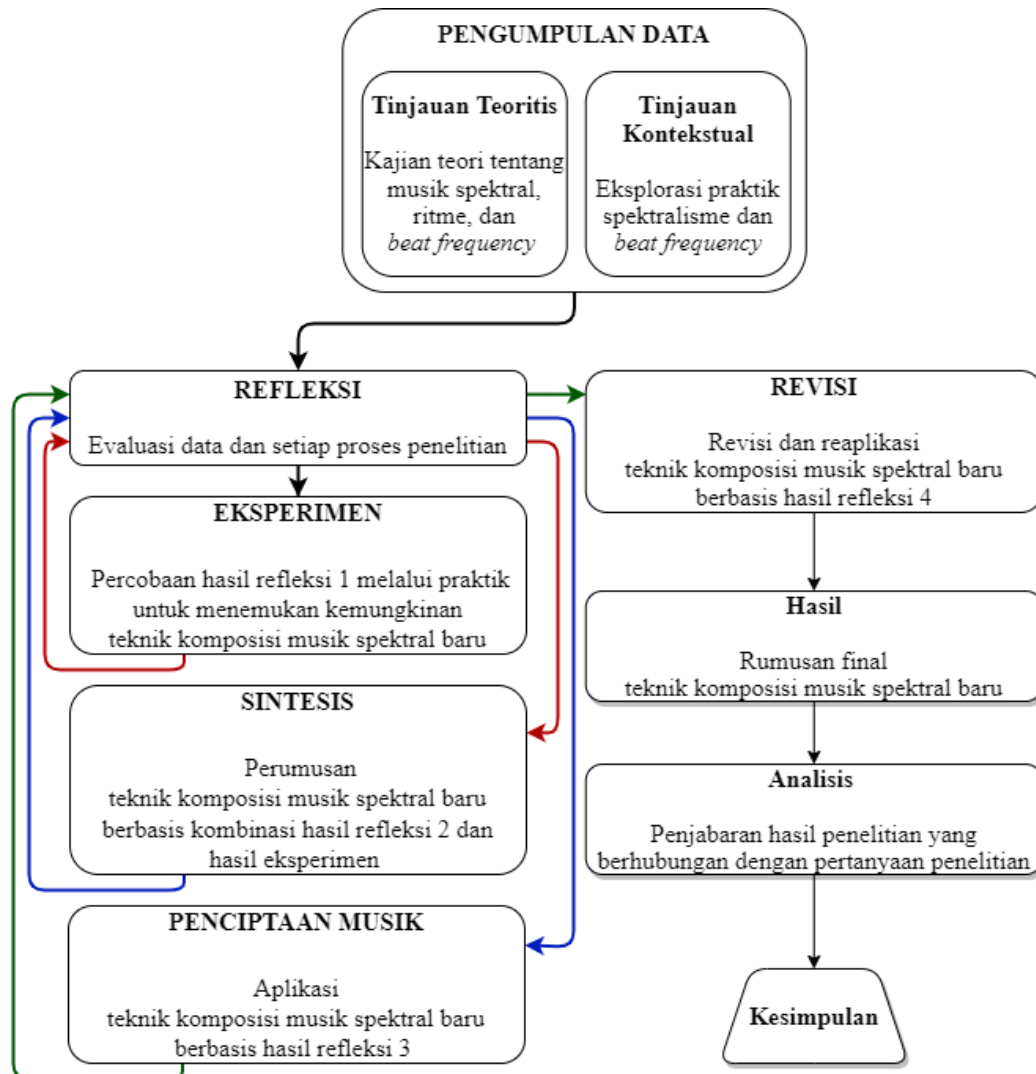 PENGUMPULAN DATA
Tinjauan Teoritis
Kajian teori tentang
musik spektral,
ritme, dan
beat frequency
Tinjauan
Kontekstual
Eksplorasi praktik
spektralisme dan
beat frequency
REFLEKSI
Evaluasi data dan setiap proses penelitian
EKSPERIMEN
Percobaan hasil refleksi 1 melalui praktik
untuk menemukan kemungkinan
teknik komposisi musik spektral baru
SINTESIS
Perumusan
teknik komposisi musik spektral baru
berbasis kombinasi hasil refleksi 2 dan
hasil eksperimen
PENCIPTAAN MUSIK
Aplikasi
teknik komposisi musik spektral baru
berbasis hasil refleksi 3
REVISI
Revisi dan reaplikasi
teknik komposisi musik spektral baru
berbasis hasil refleksi 4
Hasil
Rumusan final
teknik komposisi musik spektral baru
Analisis
Penjabaran hasil penelitian yang
berhubungan dengan pertanyaan penelitian
Kesimpulan